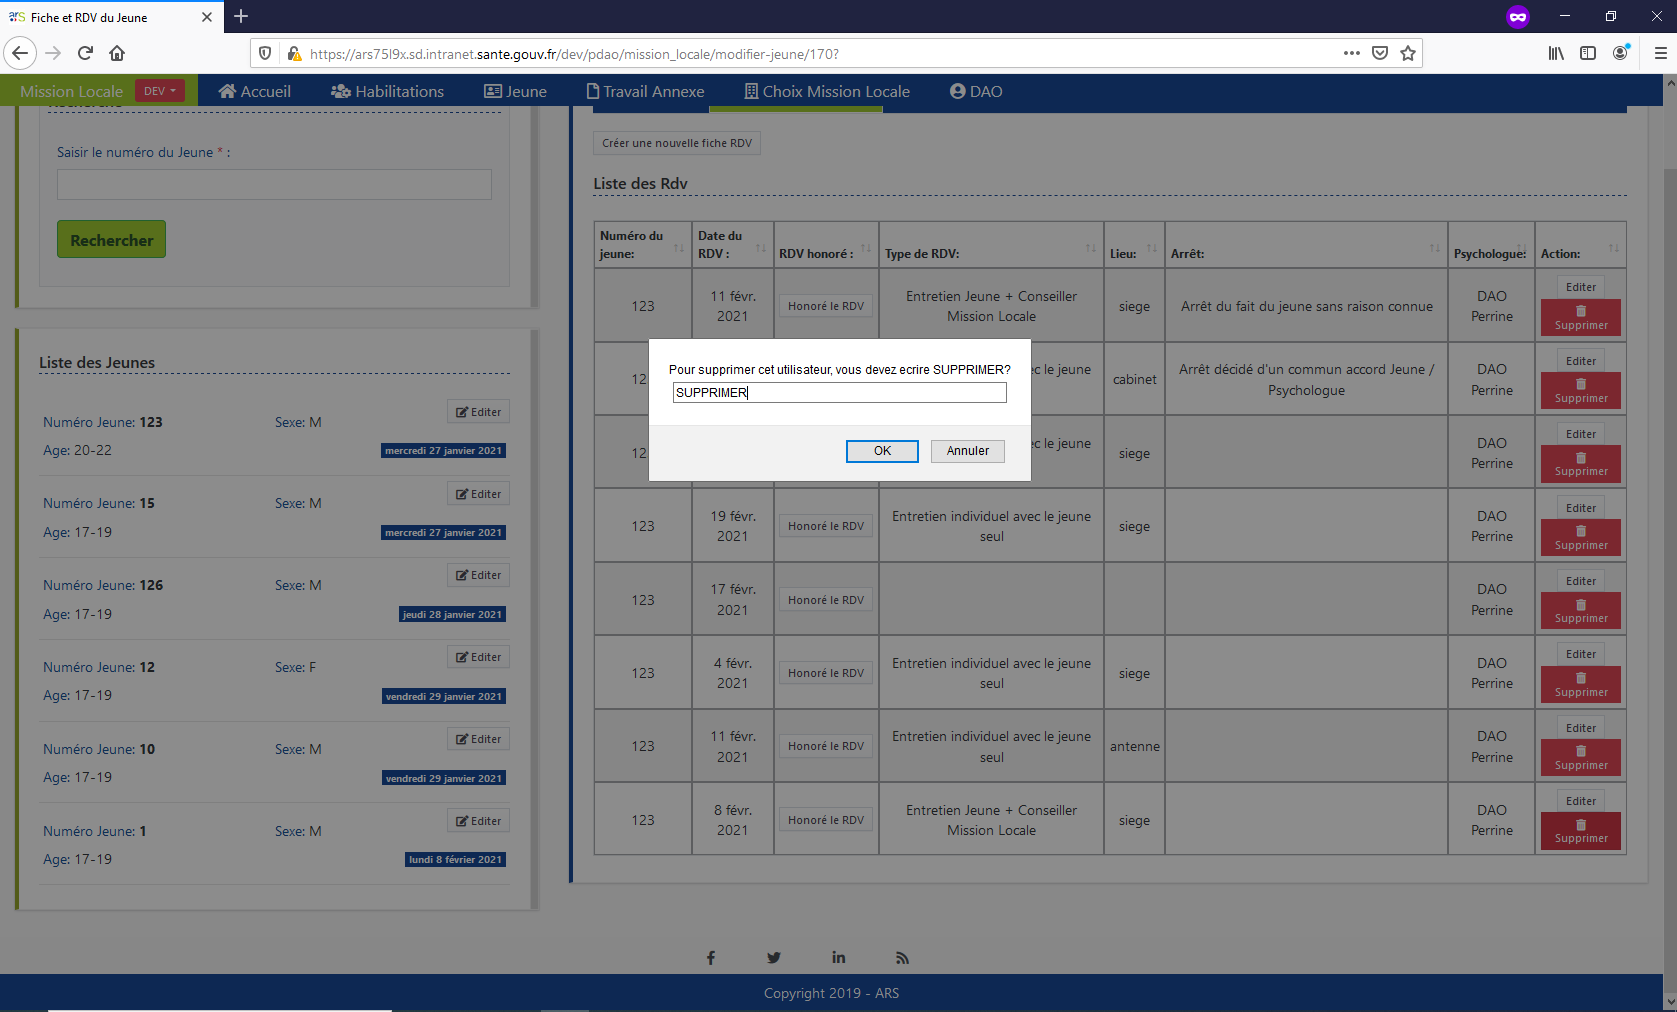 Fiche et RDV du Jeune
https://ars75l9x.sd.intranet.sante.gouv.fr/dev/pdao/mission_locale/modifier-jeune/170?
Mission Locale DEV Accueil Habilitations Jeune Travail Annexe Choix Mission Locale DAO
Recherche
Saisir le numéro du Jeune * :
Rechercher
Liste des Jeunes
Numéro Jeune: 123 Sexe: M Editer
Age: 20-22 mercredi 27 janvier 2021
Numéro Jeune: 15 Sexe: M Editer
Age: 17-19 mercredi 27 janvier 2021
Numéro Jeune: 126 Sexe: M Editer
Age: 17-19 jeudi 28 janvier 2021
Numéro Jeune: 12 Sexe: F Editer
Age: 17-19 vendredi 29 janvier 2021
Numéro Jeune: 10 Sexe: M Editer
Age: 17-19 vendredi 29 janvier 2021
Numéro Jeune: 1 Sexe: M Editer
Age: 17-19 lundi 8 février 2021
Créer une nouvelle fiche RDV
Liste des Rdv
Numéro du jeune: Date du RDV : RDV honoré : Type de RDV: Lieu: Arrêt: Psychologue: Action:
123 11 févr. 2021 Honoré le RDV Entretien Jeune + Conseiller Mission Locale siege Arrêt du fait du jeune sans raison connue DAO Perrine Editer Supprimer
12 ec le jeune cabinet Arrêt décidé d'un commun accord Jeune / Psychologue DAO Perrine Editer Supprimer
12 ec le jeune siege DAO Perrine Editer Supprimer
123 19 févr. 2021 Honoré le RDV Entretien individuel avec le jeune seul siege DAO Perrine Editer Supprimer
123 17 févr. 2021 Honoré le RDV DAO Perrine Editer Supprimer
123 4 févr. 2021 Honoré le RDV Entretien individuel avec le jeune seul siege DAO Perrine Editer Supprimer
123 11 févr. 2021 Honoré le RDV Entretien individuel avec le jeune seul antenne DAO Perrine Editer Supprimer
123 8 févr. 2021 Honoré le RDV Entretien Jeune + Conseiller Mission Locale siege DAO Perrine Editer Supprimer
Pour supprimer cet utilisateur, vous devez ecrire SUPPRIMER?
SUPPRIMER
OK Annuler
Copyright 2019 - ARS